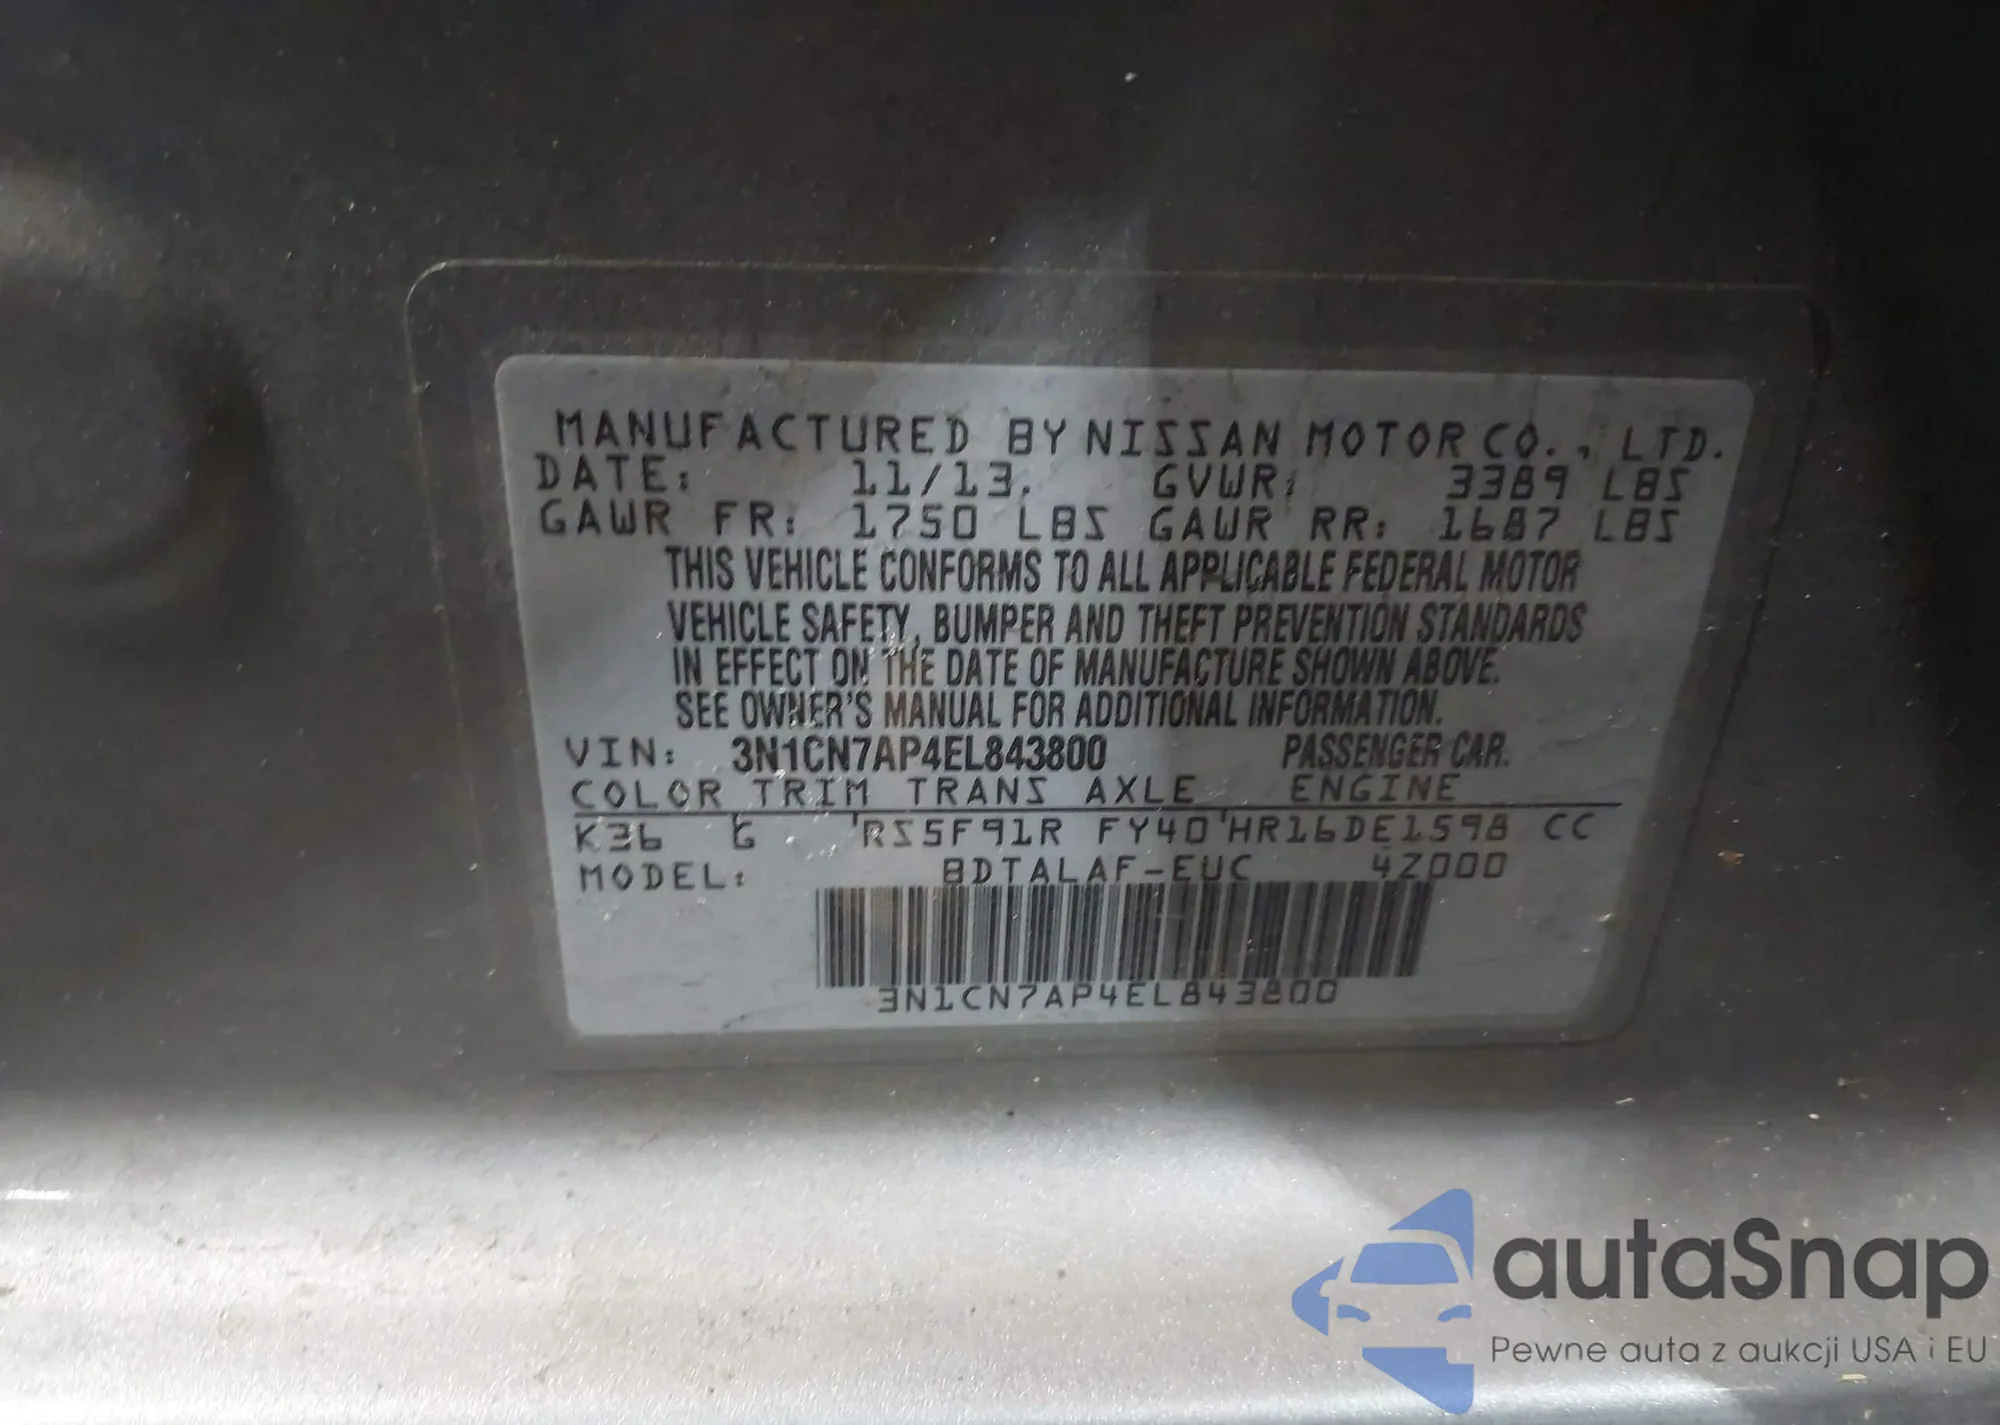 MANUFACTURED BY NISSAN MOTOR CO., LTD.
DATE: 11/13. GVWR: 3389 LBS
GAWR FR: 1750 LBS GAWR RR: 1687 LBS
THIS VEHICLE CONFORMS TO ALL APPLICABLE FEDERAL MOTOR
VEHICLE SAFETY, BUMPER AND THEFT PREVENTION STANDARDS
IN EFFECT ON THE DATE OF MANUFACTURE SHOWN ABOVE.
SEE OWNER'S MANUAL FOR ADDITIONAL INFORMATION.
VIN: 3N1CN7AP4EL843800 PASSENGER CAR.
COLOR TRIM TRANS AXLE ENGINE
K36 G RS5F91R FY40 HR16DE1598 CC
MODEL: BDTALAF-EUC 4Z000
3N1CN7AP4EL843800
autaSnap
Pewne auta z aukcji USA i EU